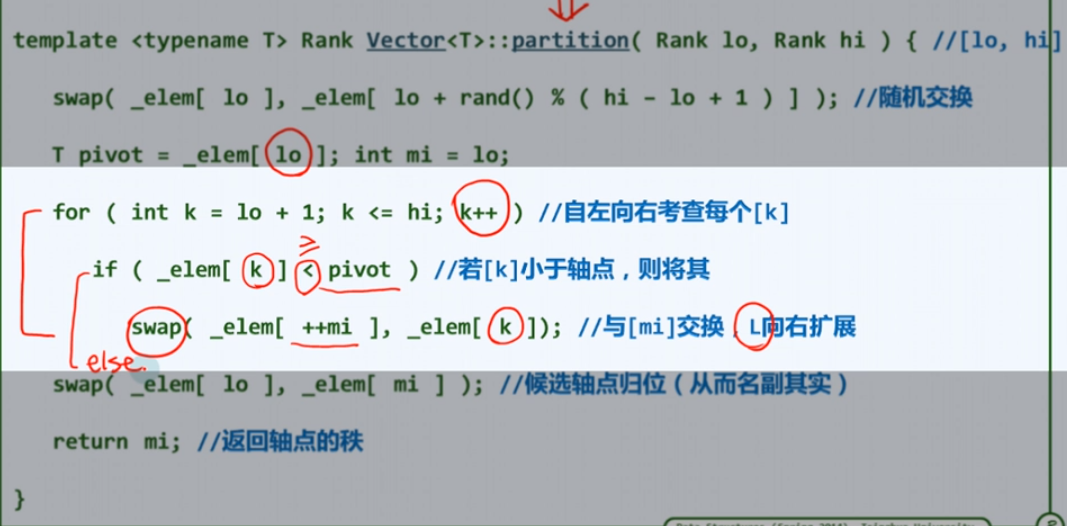 template <typename T> Rank Vector<T>::partition( Rank lo, Rank hi ) { //[lo, hi]
swap( _elem[ lo ], _elem[ lo + rand() % ( hi - lo + 1 ) ] ); //随机交换
T pivot = _elem[ lo ]; int mi = lo;
for ( int k = lo + 1; k <= hi; k++ ) //自左向右考查每个[k]
≥
if ( _elem[ k ] < pivot ) //若[k]小于轴点，则将其
swap( _elem[ ++mi ], _elem[ k ]); //与[mi]交换，L向右扩展
else.
swap( _elem[ lo ], _elem[ mi ] ); //候选轴点归位（从而名副其实）
return mi; //返回轴点的秩
}